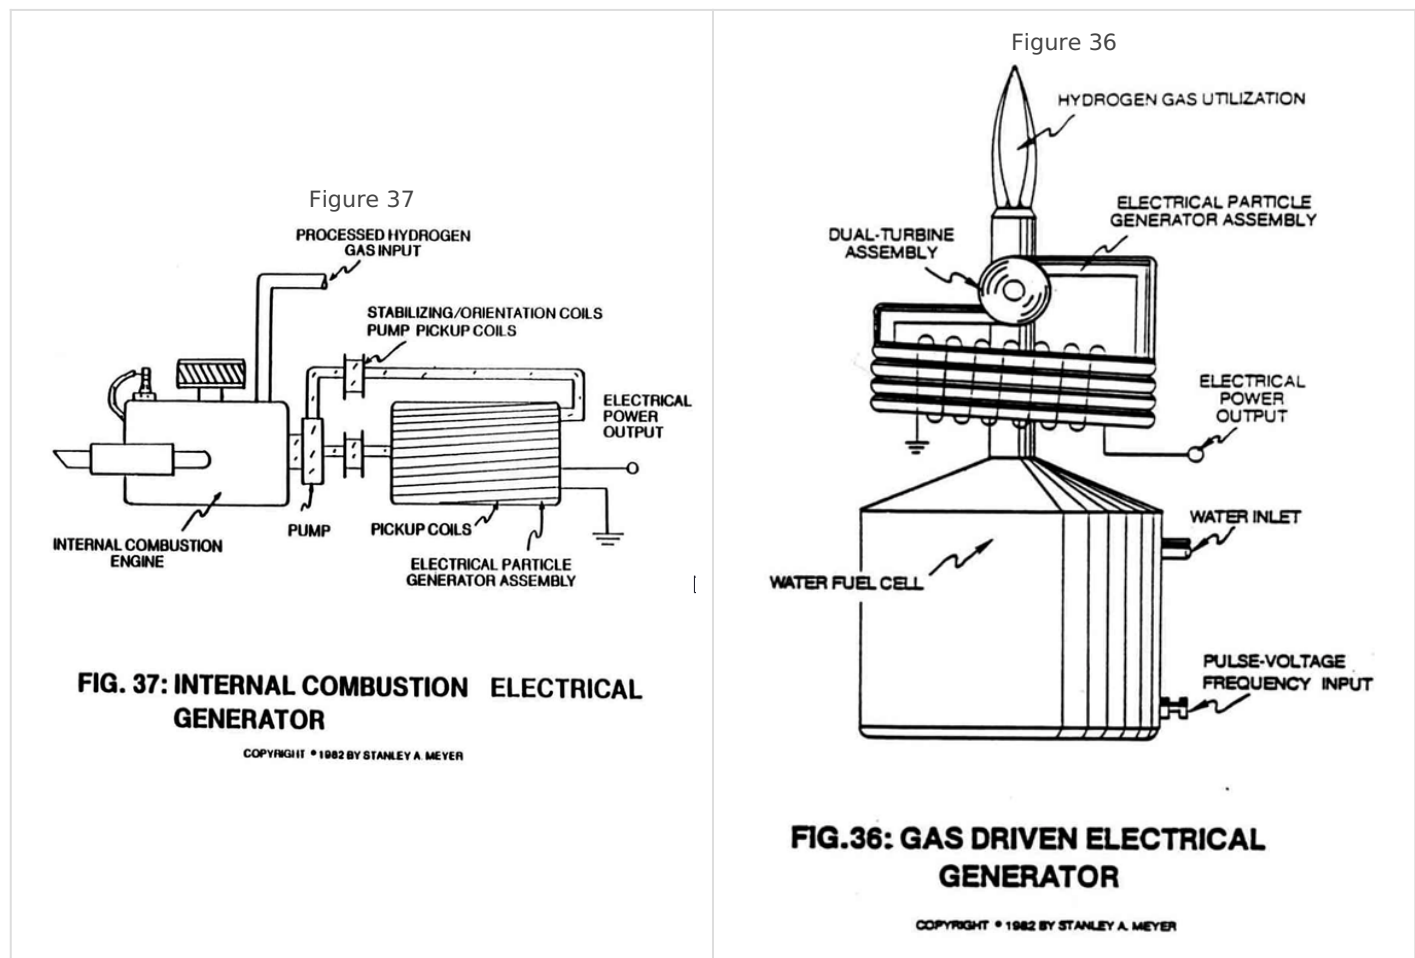 Figure 37
PROCESSED HYDROGEN
GAS INPUT
STABILIZING/ORIENTATION COILS
PUMP PICKUP COILS
ELECTRICAL
POWER
OUTPUT
PUMP
PICKUP COILS
INTERNAL COMBUSTION
ENGINE
ELECTRICAL PARTICLE
GENERATOR ASSEMBLY
FIG. 37: INTERNAL COMBUSTION ELECTRICAL
GENERATOR
COPYRIGHT ® 1982 BY STANLEY A. MEYER
Figure 36
HYDROGEN GAS UTILIZATION
ELECTRICAL PARTICLE
GENERATOR ASSEMBLY
DUAL-TURBINE
ASSEMBLY
ELECTRICAL
POWER
OUTPUT
WATER INLET
WATER FUEL CELL
PULSE-VOLTAGE
FREQUENCY INPUT
FIG.36: GAS DRIVEN ELECTRICAL
GENERATOR
COPYRIGHT ® 1982 BY STANLEY A. MEYER